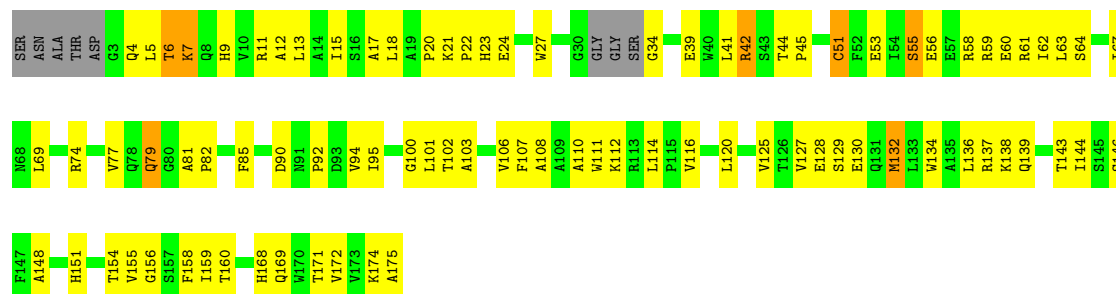 SER ASN ALA THR ASP G3 Q4 L5 T6 K7 Q8 H9 V10 R11 A12 L13 A14 I15 S16 A17 L18 A19 P20 K21 P22 H23 E24 W27 G30 GLY GLY SER G34 E39 W40 L41 R42 S43 T44 P45 C51 F52 E53 I54 S55 E56 E57 R58 R59 E60 R61 I62 L63 S64
N68 L69 R74 V77 Q78 Q79 G80 A81 P82 F85 D90 N91 P92 D93 V94 I95 G100 L101 T102 A103 V106 F107 A108 A109 A110 W111 K112 R113 L114 P115 V116 L120 V125 T126 V127 E128 S129 E130 Q131 M132 L133 W134 A135 L136 R137 K138 Q139 T143 I144 S145
F147 A148 H151 T154 V155 G156 S157 F158 I159 T160 H168 Q169 W170 T171 V172 V173 K174 A175